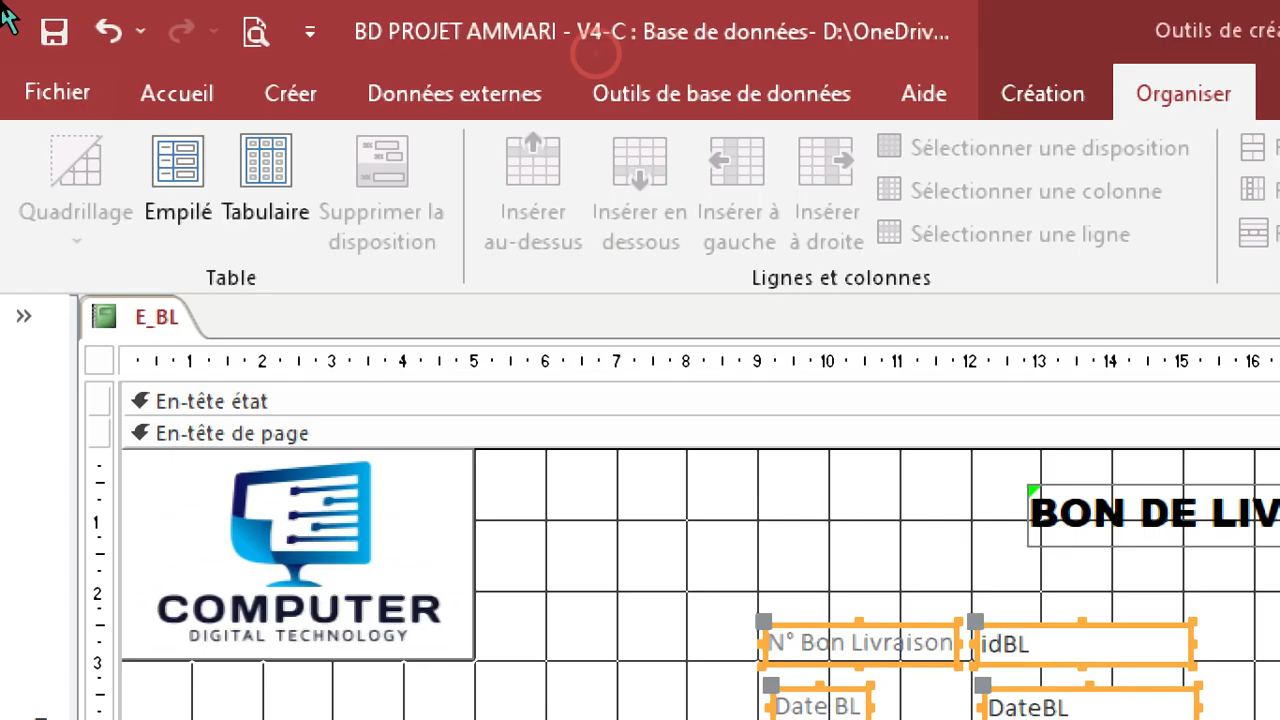 BD PROJET AMMARI - V4-C : Base de données- D:\OneDriv...
Outils de cré
Fichier
Accueil
Créer
Données externes
Outils de base de données
Aide
Création
Organiser
Quadrillage
Empilé
Tabulaire
Supprimer la
disposition
Insérer
au-dessus
Insérer en
dessous
Insérer à
gauche
Insérer
à droite
Sélectionner une disposition
Sélectionner une colonne
Sélectionner une ligne
Table
Lignes et colonnes
E_BL
1 2 3 4 5 6 7 8 9 10 11 12 13 14 15 16
En-tête état
En-tête de page
1
2
3
COMPUTER
DIGITAL TECHNOLOGY
BON DE LIV
N° Bon Livraison
idBL
Date BL
DateBL